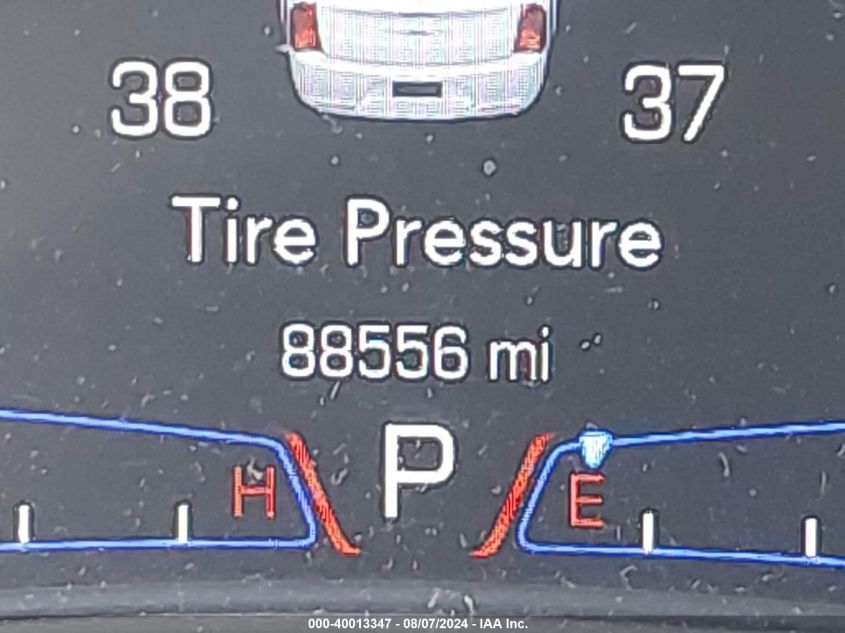 38 37
Tire Pressure
88556 mi
P
H E
000-40013347 - 08/07/2024 - IAA Inc.